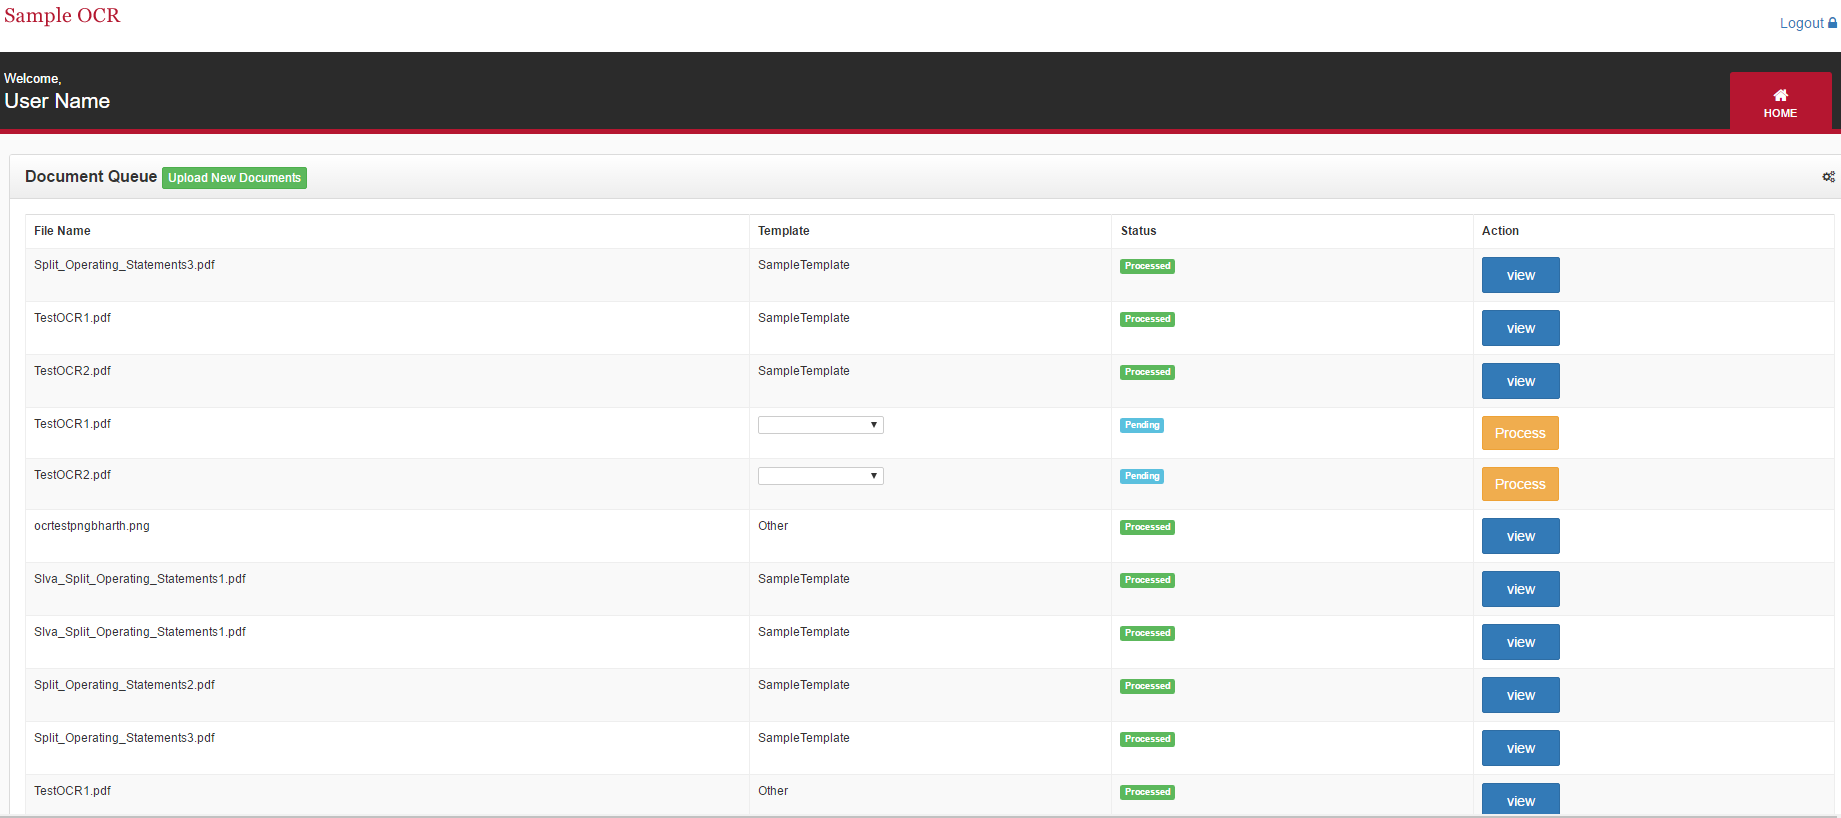 Sample OCR
Logout
Welcome,
User Name
HOME
Document Queue Upload New Documents
File Name Template Status Action
Split_Operating_Statements3.pdf SampleTemplate Processed view
TestOCR1.pdf SampleTemplate Processed view
TestOCR2.pdf SampleTemplate Processed view
TestOCR1.pdf Pending Process
TestOCR2.pdf Pending Process
ocrtestpngbharth.png Other Processed view
Slva_Split_Operating_Statements1.pdf SampleTemplate Processed view
Slva_Split_Operating_Statements1.pdf SampleTemplate Processed view
Split_Operating_Statements2.pdf SampleTemplate Processed view
Split_Operating_Statements3.pdf SampleTemplate Processed view
TestOCR1.pdf Other Processed view